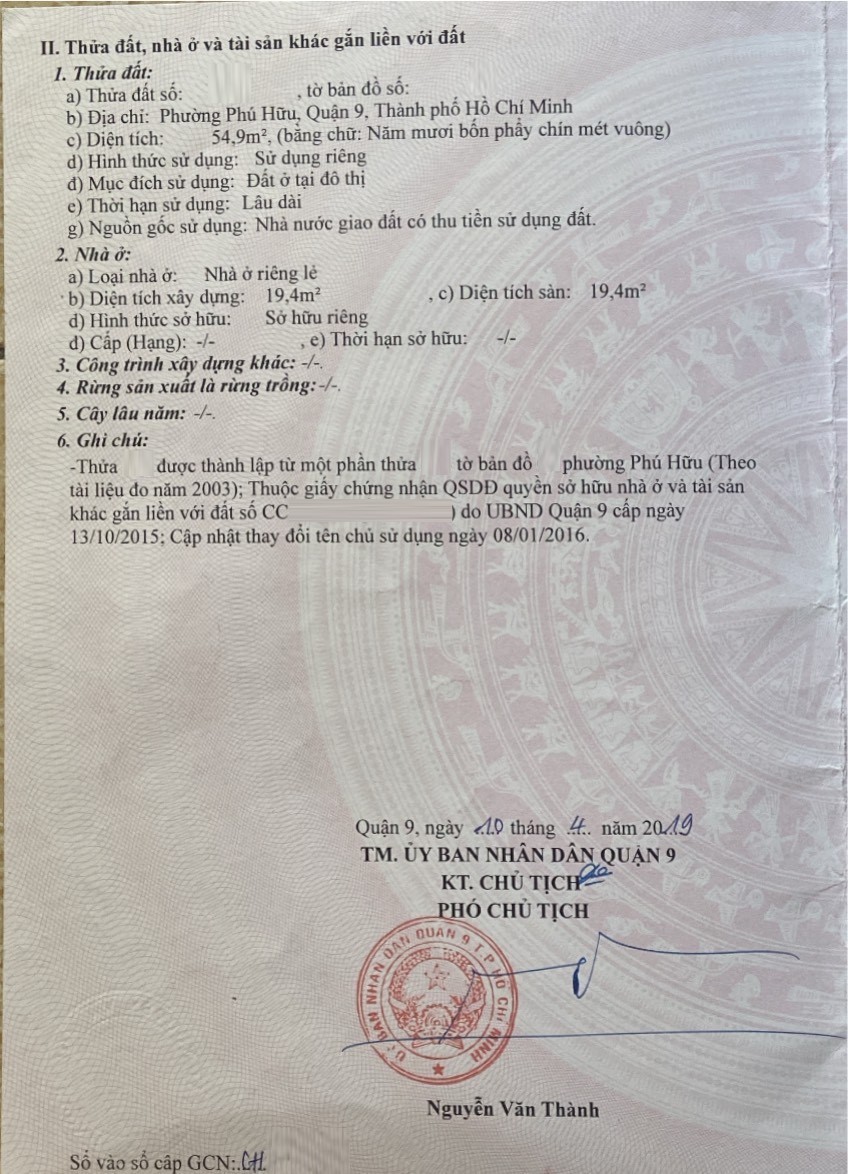 II. Thửa đất, nhà ở và tài sản khác gắn liền với đất
1. Thửa đất:
a) Thửa đất số: , tờ bản đồ số:
b) Địa chỉ: Phường Phú Hữu, Quận 9, Thành phố Hồ Chí Minh
c) Diện tích: 54,9m², (bằng chữ: Năm mươi bốn phẩy chín mét vuông)
d) Hình thức sử dụng: Sử dụng riêng
đ) Mục đích sử dụng: Đất ở tại đô thị
e) Thời hạn sử dụng: Lâu dài
g) Nguồn gốc sử dụng: Nhà nước giao đất có thu tiền sử dụng đất.
2. Nhà ở:
a) Loại nhà ở: Nhà ở riêng lẻ
b) Diện tích xây dựng: 19,4m² , c) Diện tích sàn: 19,4m²
d) Hình thức sở hữu: Sở hữu riêng
d) Cấp (Hạng): -/- , e) Thời hạn sở hữu: -/-
3. Công trình xây dựng khác: -/-.
4. Rừng sản xuất là rừng trồng: -/-.
5. Cây lâu năm: -/-.
6. Ghi chú:
-Thửa được thành lập từ một phần thửa tờ bản đồ phường Phú Hữu (Theo
tài liệu đo năm 2003); Thuộc giấy chứng nhận QSDĐ quyền sở hữu nhà ở và tài sản
khác gắn liền với đất số CC ) do UBND Quận 9 cấp ngày
13/10/2015; Cập nhật thay đổi tên chủ sử dụng ngày 08/01/2016.
Quận 9, ngày 10 tháng 4 năm 2019
TM. ỦY BAN NHÂN DÂN QUẬN 9
KT. CHỦ TỊCH
PHÓ CHỦ TỊCH
ỦY BAN NHÂN DÂN QUẬN 9 T.P HỒ CHÍ MINH
Nguyễn Văn Thành
Số vào sổ cấp GCN:.CH